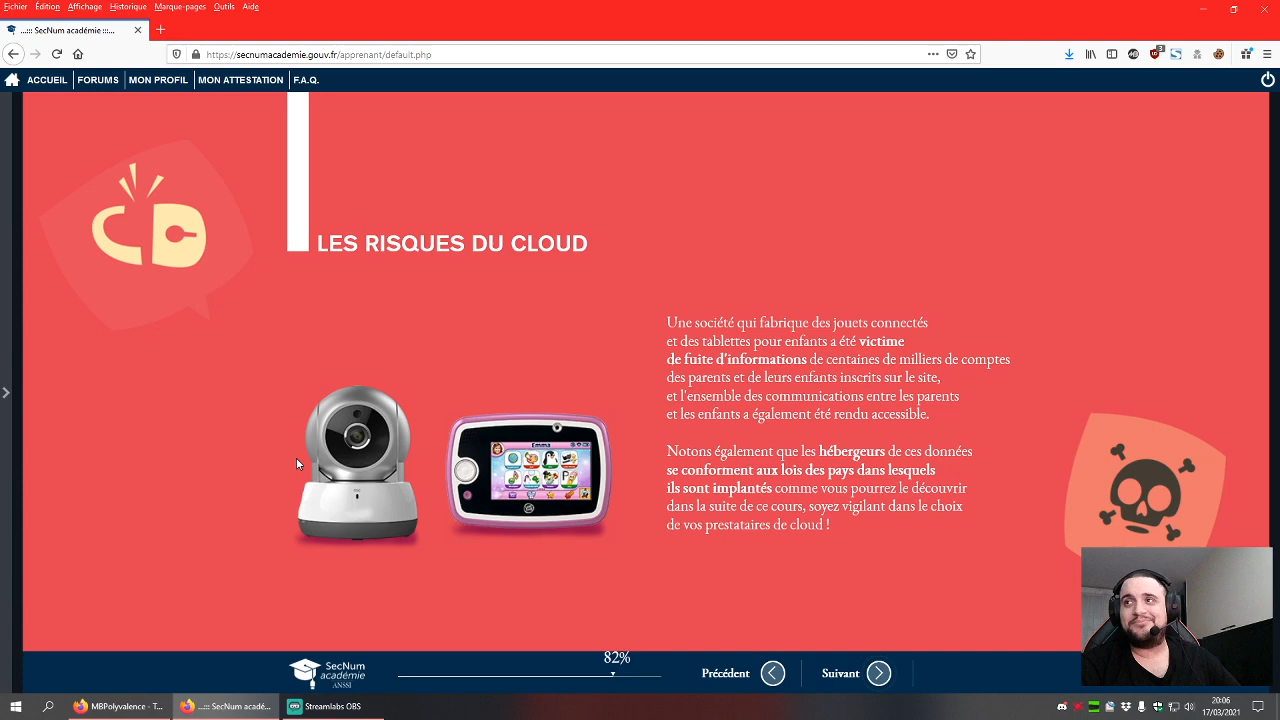 Fichier Édition Affichage Historique Marque-pages Outils Aide
...::: SecNum académie :::...
https://secnumacademie.gouv.fr/apprenant/default.php
3
ACCUEIL FORUMS MON PROFIL MON ATTESTATION F.A.Q.
LES RISQUES DU CLOUD
Une société qui fabrique des jouets connectés
et des tablettes pour enfants a été victime
de fuite d'informations de centaines de milliers de comptes
des parents et de leurs enfants inscrits sur le site,
et l'ensemble des communications entre les parents
et les enfants a également été rendu accessible.
Notons également que les hébergeurs de ces données
se conforment aux lois des pays dans lesquels
ils sont implantés comme vous pourrez le découvrir
dans la suite de ce cours, soyez vigilant dans le choix
de vos prestataires de cloud !
SecNum
académie
ANSSI
82%
Précédent
Suivant
MBPolyvalence - T...
...::: SecNum acadé...
Streamlabs OBS
20:06
17/03/2021